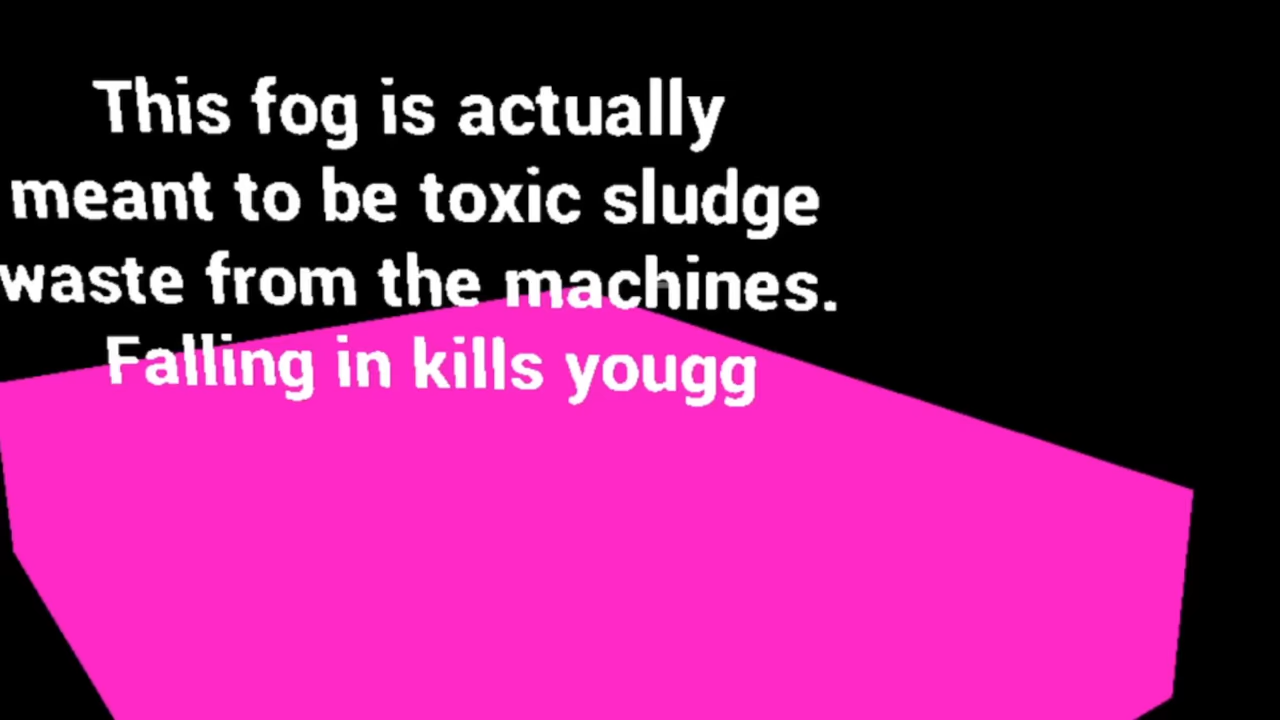 This fog is actually
meant to be toxic sludge
waste from the machines.
Falling in kills yougg